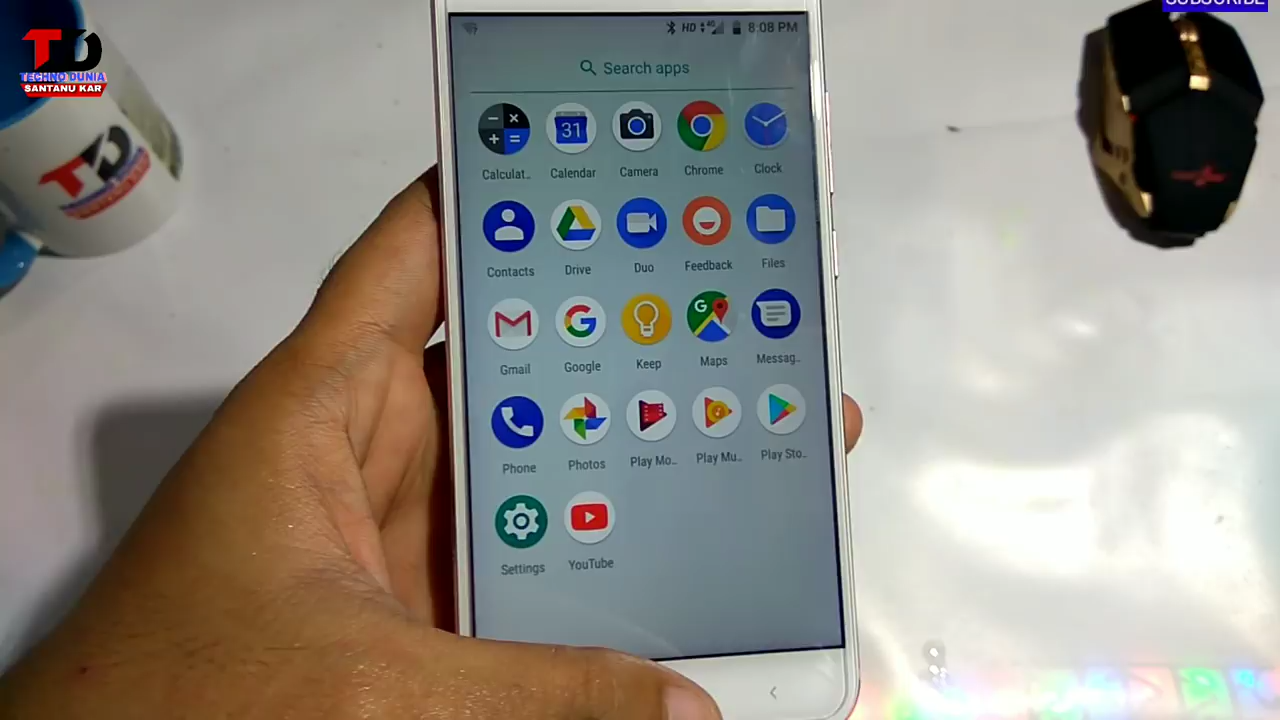 SUBSCRIBE
TD
TECHNO DUNIA
SANTANU KAR
TD
HD 4G 8:08 PM
Search apps
31
Calculat.. Calendar Camera Chrome Clock
Contacts Drive Duo Feedback Files
G
Gmail Google Keep Maps Messag..
Phone Photos Play Mo.. Play Mu.. Play Sto..
Settings YouTube